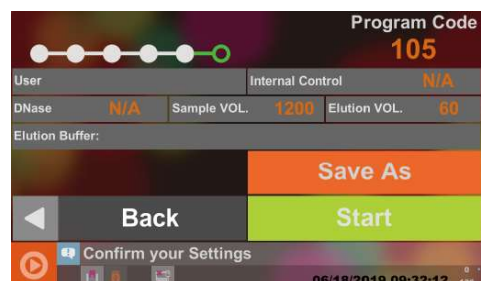 Program Code
105
User Internal Control N/A
DNase N/A Sample VOL. 1200 Elution VOL. 60
Elution Buffer:
Save As
Back Start
Confirm your Settings
06/18/2019 09:32:12